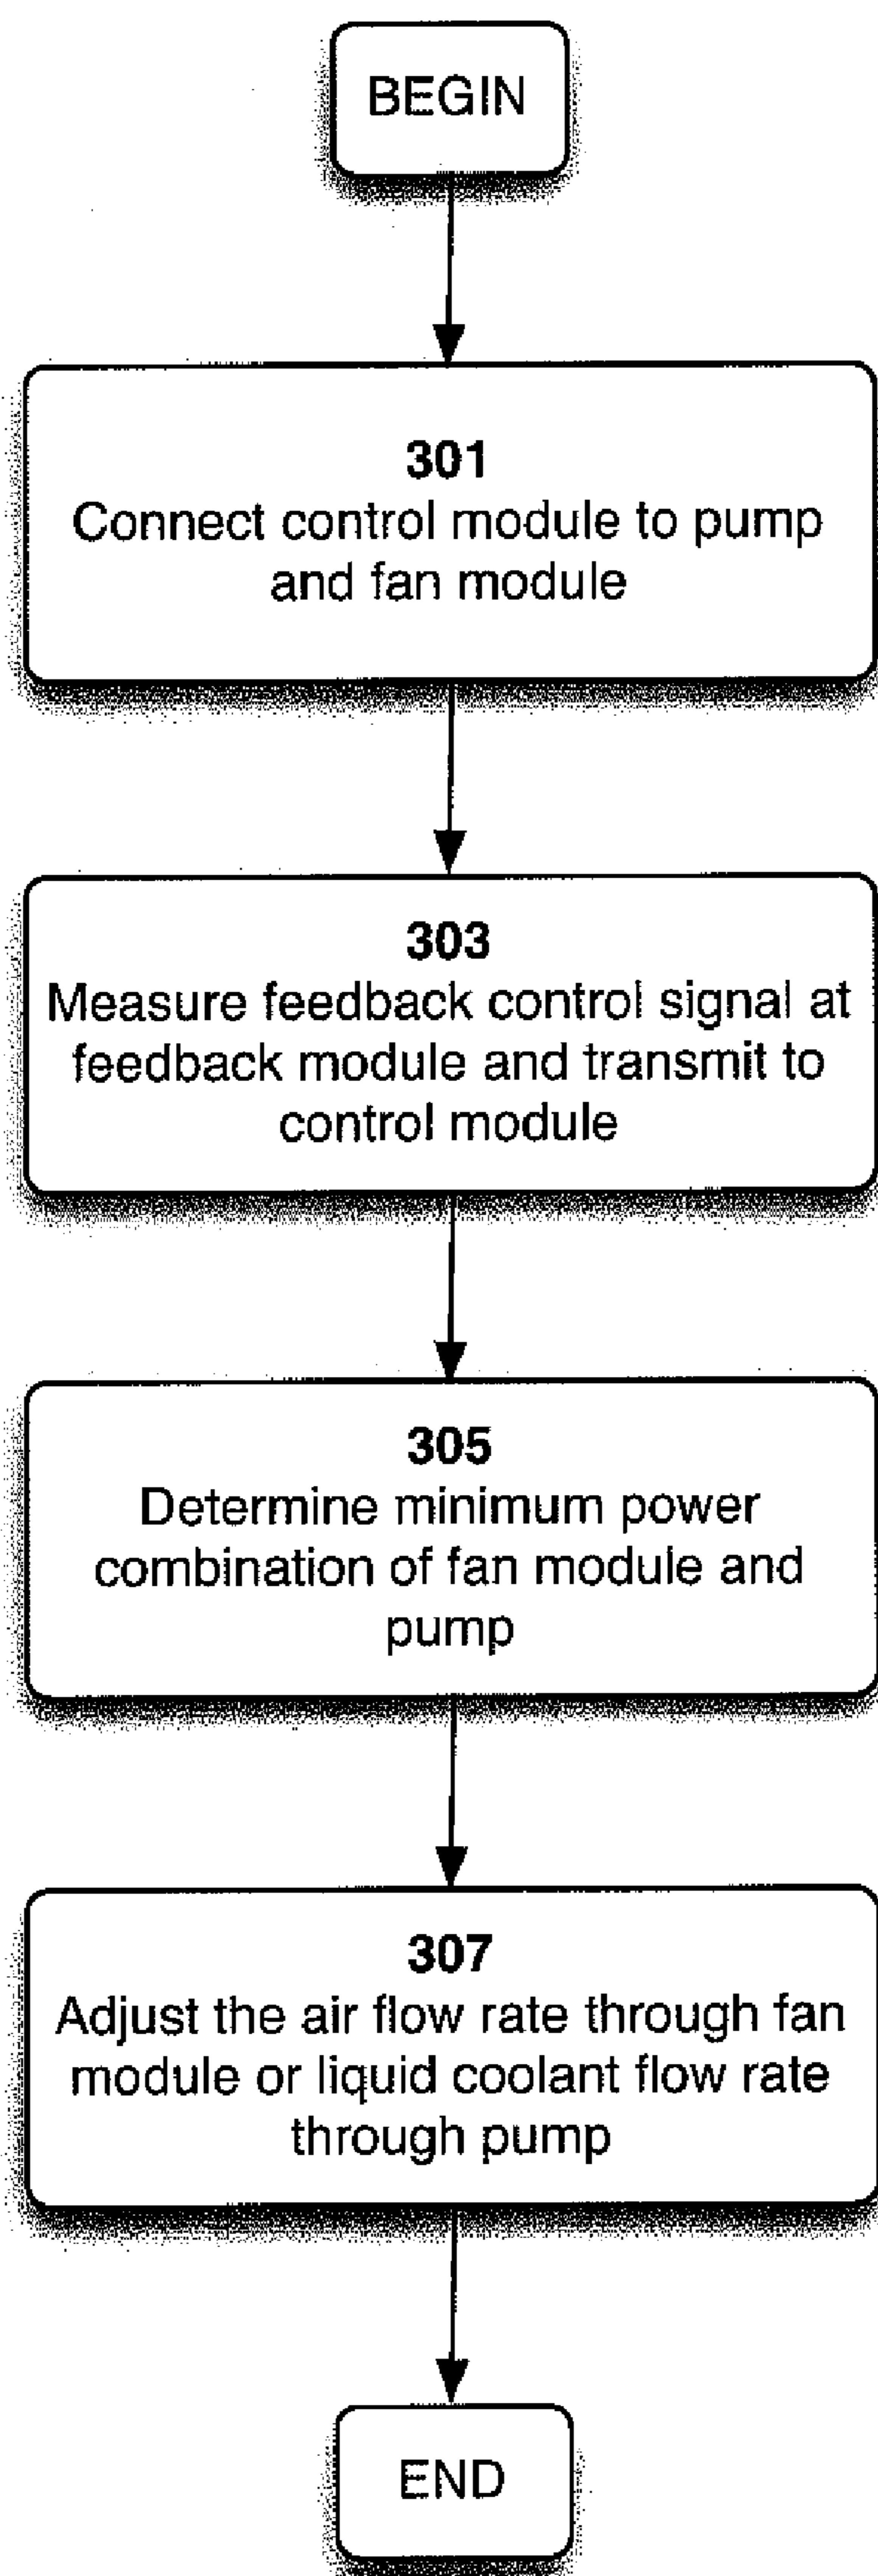 BEGIN
301
Connect control module to pump
and fan module
303
Measure feedback control signal at
feedback module and transmit to
control module
305
Determine minimum power
combination of fan module and
pump
307
Adjust the air flow rate through fan
module or liquid coolant flow rate
through pump
END